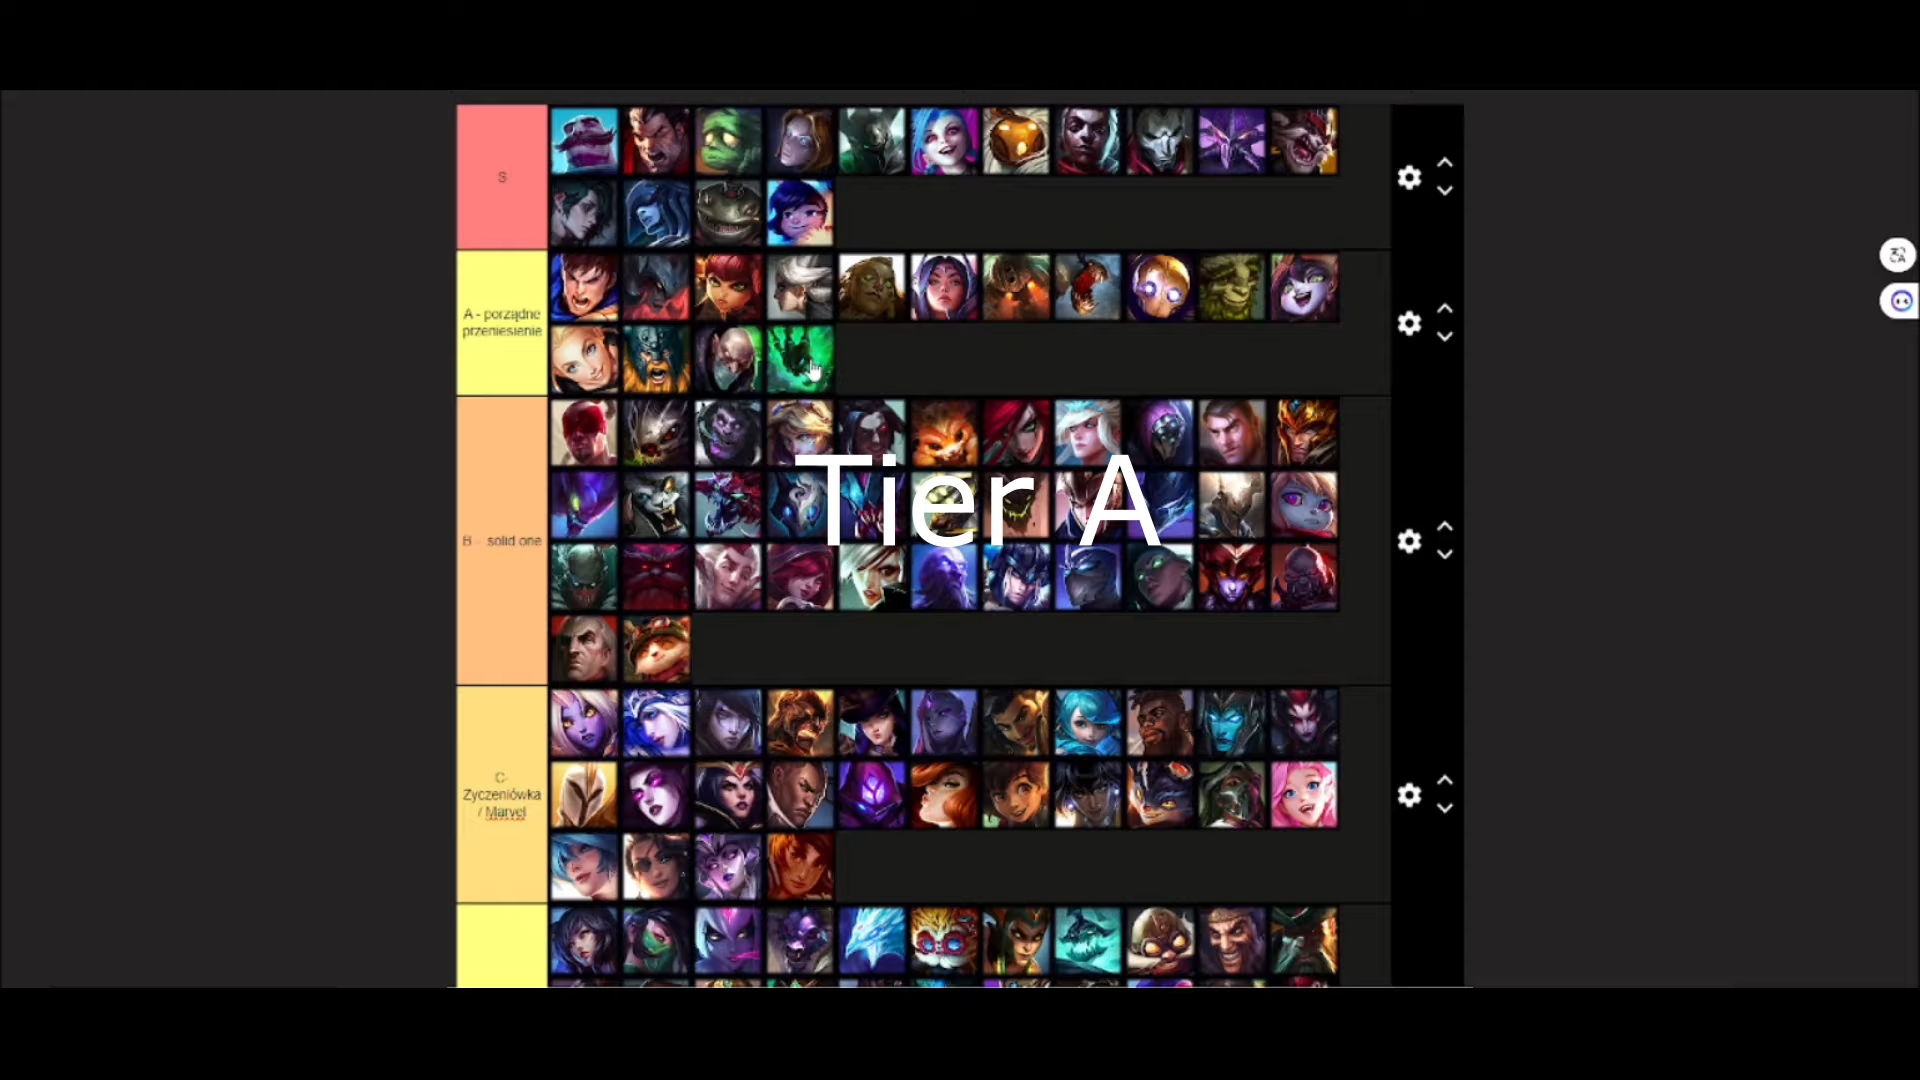 S
A - porządne
przeniesienie
B - solid one
Tier A
C-
Zyczeniówka
/ Marvel